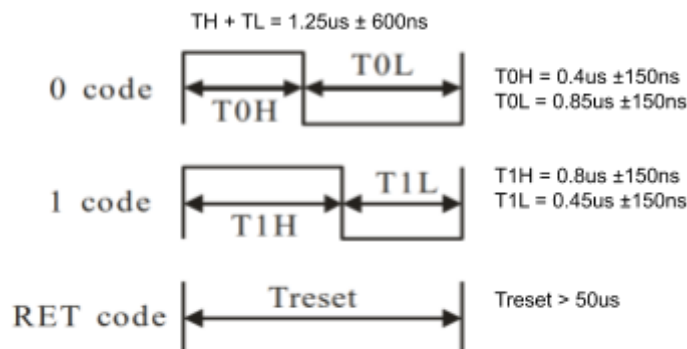 TH + TL = 1.25us ± 600ns
0 code
T0H
T0L
T0H = 0.4us ±150ns
T0L = 0.85us ±150ns
1 code
T1H
T1L
T1H = 0.8us ±150ns
T1L = 0.45us ±150ns
RET code
Treset
Treset > 50us